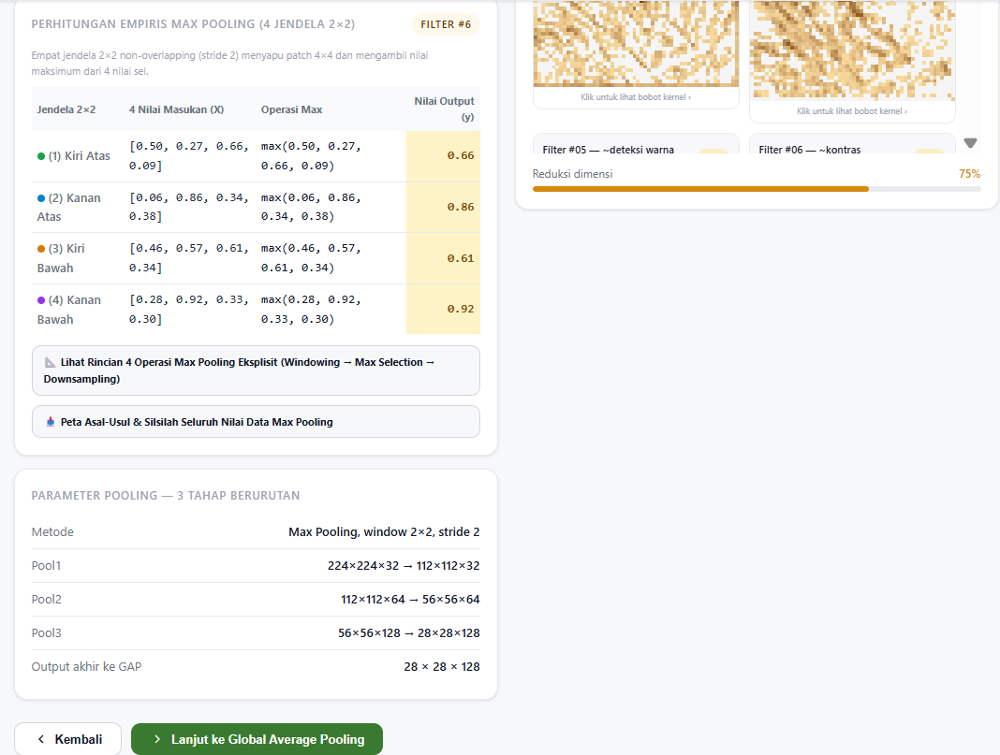 PERHITUNGAN EMPIRIS MAX POOLING (4 JENDELA 2×2)
FILTER #6
Empat jendela 2×2 non-overlapping (stride 2) menyapu patch 4×4 dan mengambil nilai
maksimum dari 4 nilai sel.
Jendela 2×2
4 Nilai Masukan (X)
Operasi Max
Nilai Output
(y)
(1) Kiri Atas
[0.50, 0.27, 0.66,
0.09]
max(0.50, 0.27,
0.66, 0.09)
0.66
(2) Kanan
Atas
[0.06, 0.86, 0.34,
0.38]
max(0.06, 0.86,
0.34, 0.38)
0.86
(3) Kiri
Bawah
[0.46, 0.57, 0.61,
0.34]
max(0.46, 0.57,
0.61, 0.34)
0.61
(4) Kanan
Bawah
[0.28, 0.92, 0.33,
0.30]
max(0.28, 0.92,
0.33, 0.30)
0.92
Lihat Rincian 4 Operasi Max Pooling Eksplisit (Windowing → Max Selection →
Downsampling)
Peta Asal-Usul & Silsilah Seluruh Nilai Data Max Pooling
PARAMETER POOLING — 3 TAHAP BERURUTAN
Metode
Max Pooling, window 2×2, stride 2
Pool1
224×224×32 → 112×112×32
Pool2
112×112×64 → 56×56×64
Pool3
56×56×128 → 28×28×128
Output akhir ke GAP
28 × 28 × 128
‹ Kembali
› Lanjut ke Global Average Pooling
Klik untuk lihat bobot kernel ›
Klik untuk lihat bobot kernel ›
Filter #05 — ~deteksi warna
Filter #06 — ~kontras
Reduksi dimensi
75%